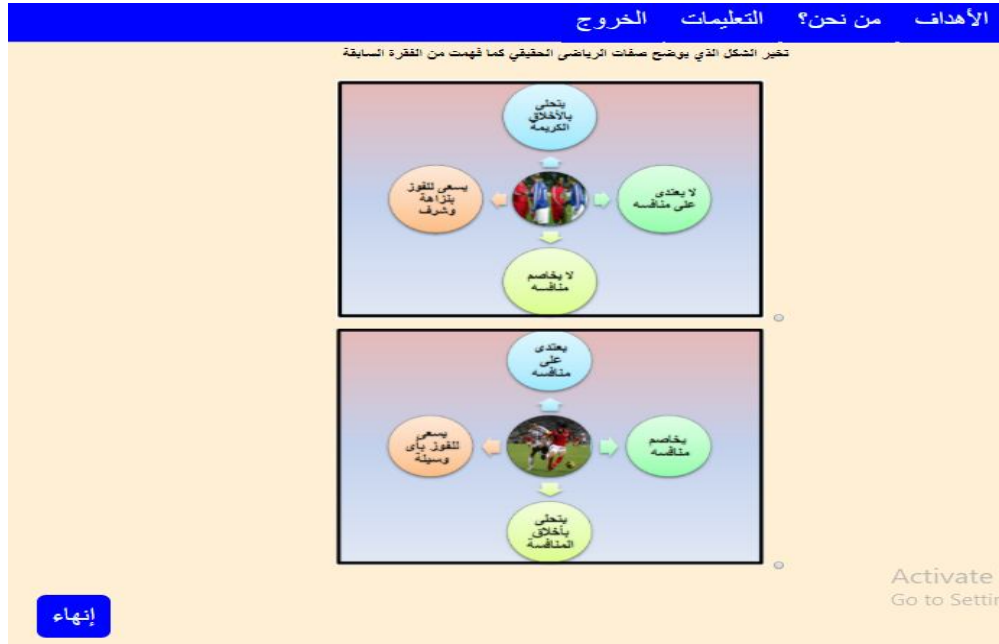 الأهداف من نحن؟ التعليمات الخروج
تخير الشكل الذي يوضح صفات الرياضي الحقيقي كما فهمت من الفقرة السابقة
يتحلى
بالأخلاق
الكريمة
لا يعتدى
على منافسه
يسعى للفوز
بنزاهة
وشرف
لا يخاصم
منافسه
يعتدى
على
منافسه
يخاصم
منافسه
يسعى
للفوز بأى
وسيلة
يتحلى
بأخلاق
المنافسة
Activate
Go to Settin
إنهاء